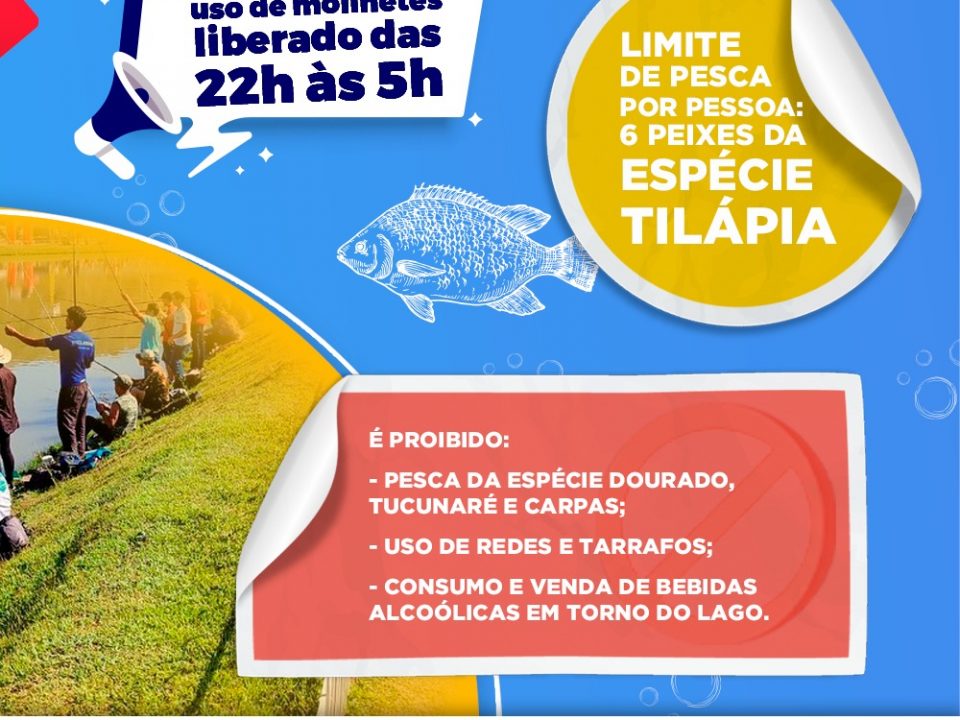 uso de molinetes
liberado das
22h às 5h
LIMITE
DE PESCA
POR PESSOA:
6 PEIXES DA
ESPÉCIE
TILÁPIA
É PROIBIDO:
- PESCA DA ESPÉCIE DOURADO,
TUCUNARÉ E CARPAS;
- USO DE REDES E TARRAFOS;
- CONSUMO E VENDA DE BEBIDAS
ALCOÓLICAS EM TORNO DO LAGO.